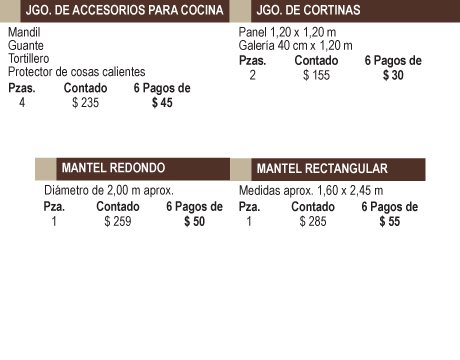 JGO. DE ACCESORIOS PARA COCINA
Mandil
Guante
Tortillero
Protector de cosas calientes
Pzas. Contado 6 Pagos de
4 $ 235 $ 45
JGO. DE CORTINAS
Panel 1,20 x 1,20 m
Galería 40 cm x 1,20 m
Pzas. Contado 6 Pagos de
2 $ 155 $ 30
MANTEL REDONDO
Diámetro de 2,00 m aprox.
Pza. Contado 6 Pagos de
1 $ 259 $ 50
MANTEL RECTANGULAR
Medidas aprox. 1,60 x 2,45 m
Pza. Contado 6 Pagos de
1 $ 285 $ 55